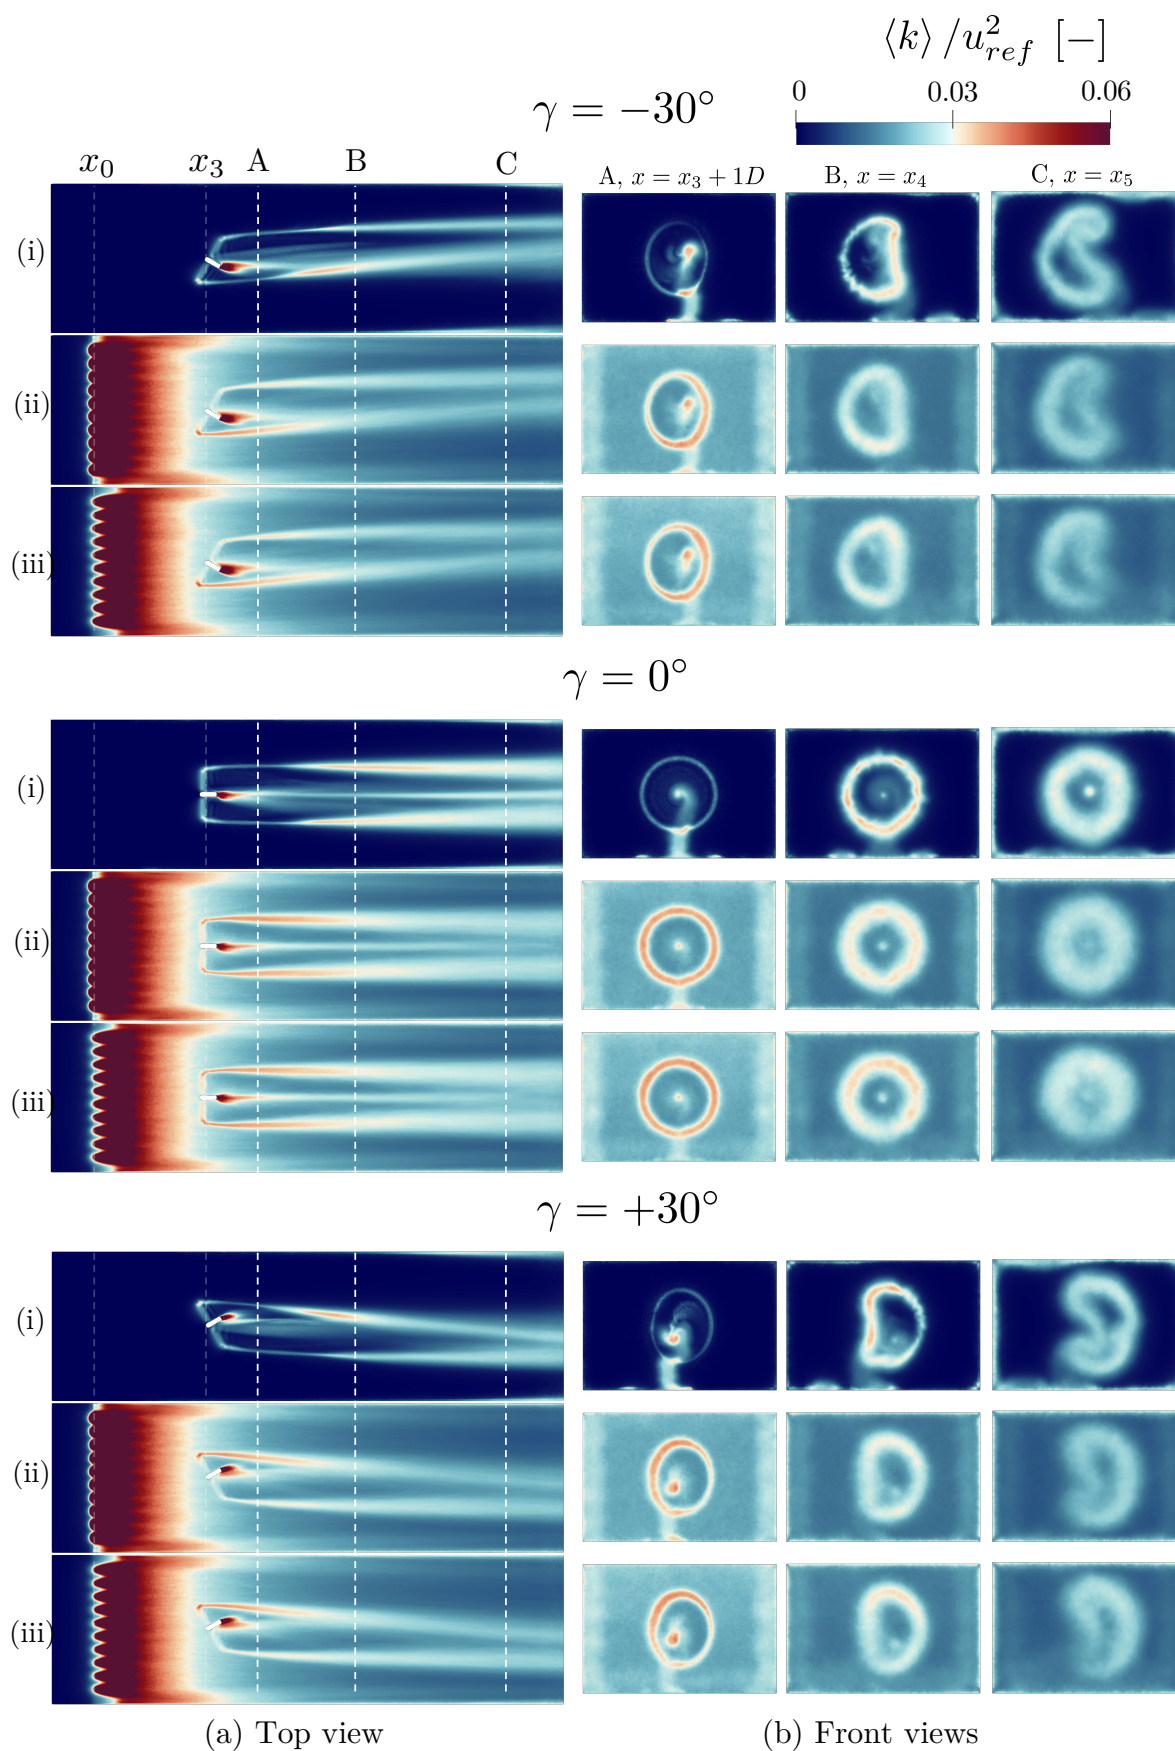 ⟨k⟩ /u²_ref [−]
0 0.03 0.06
γ = −30°
x₀ x₃ A B C
A, x = x₃ + 1D B, x = x₄ C, x = x₅
(i)
(ii)
(iii)
γ = 0°
(i)
(ii)
(iii)
γ = +30°
(i)
(ii)
(iii)
(a) Top view (b) Front views